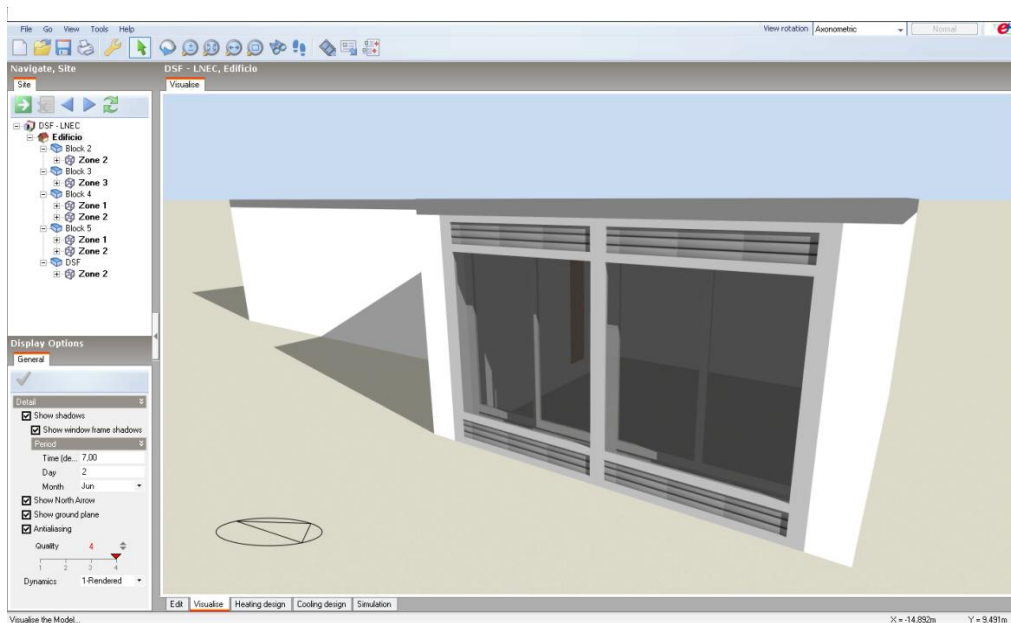 File Go View Tools Help
View rotation Axonometric Normal
Navigate, Site
Site
DSF - LNEC
Edificio
Block 2
Zone 2
Block 3
Zone 3
Block 4
Zone 1
Zone 2
Block 5
Zone 1
Zone 2
DSF
Zone 2
Display Options
General
Detail
Show shadows
Show window frame shadows
Period
Time (de... 7,00
Day 2
Month Jun
Show North Arrow
Show ground plane
Antialiasing
Quality 4
1 2 3 4
Dynamics 1-Rendered
DSF - LNEC, Edificio
Visualise
Edit Visualise Heating design Cooling design Simulation
Visualise the Model... X = -14.892m Y = 9.491m